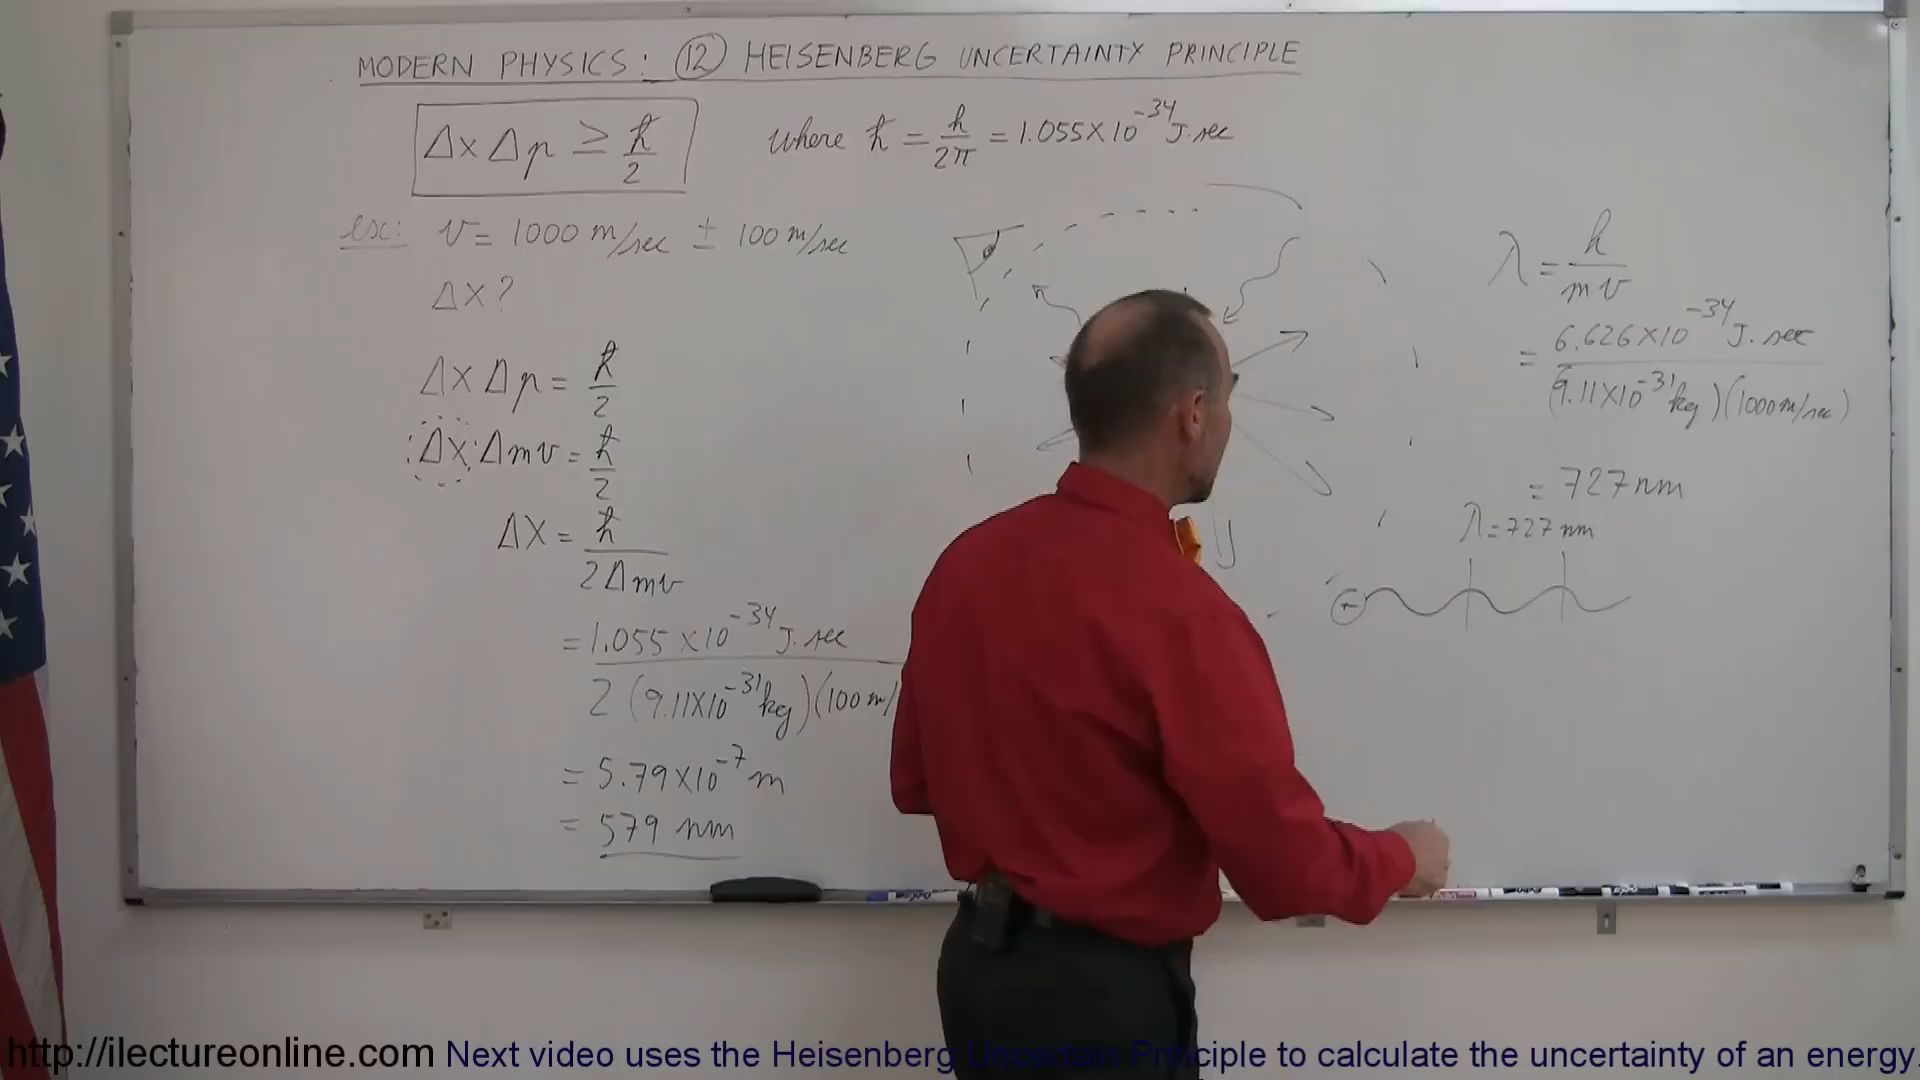 MODERN PHYSICS: 12 HEISENBERG UNCERTAINTY PRINCIPLE
Δx Δp ≥ ħ/2 where ħ = h/2π = 1.055×10⁻³⁴ J·sec
ex: v = 1000 m/sec ± 100 m/sec
Δx?
Δx Δp = ħ/2
Δx·Δmv = ħ/2
Δx = ħ/2Δmv
= 1.055×10⁻³⁴ J·sec
2 (9.11×10⁻³¹ kg)(100 m/
= 5.79×10⁻⁷ m
= 579 nm
λ = h/mv
= 6.626×10⁻³⁴ J·sec
(9.11×10⁻³¹ kg)(1000 m/sec)
= 727 nm
λ = 727 nm
+
http://ilectureonline.com Next video uses the Heisenberg Uncertain Principle to calculate the uncertainty of an energy